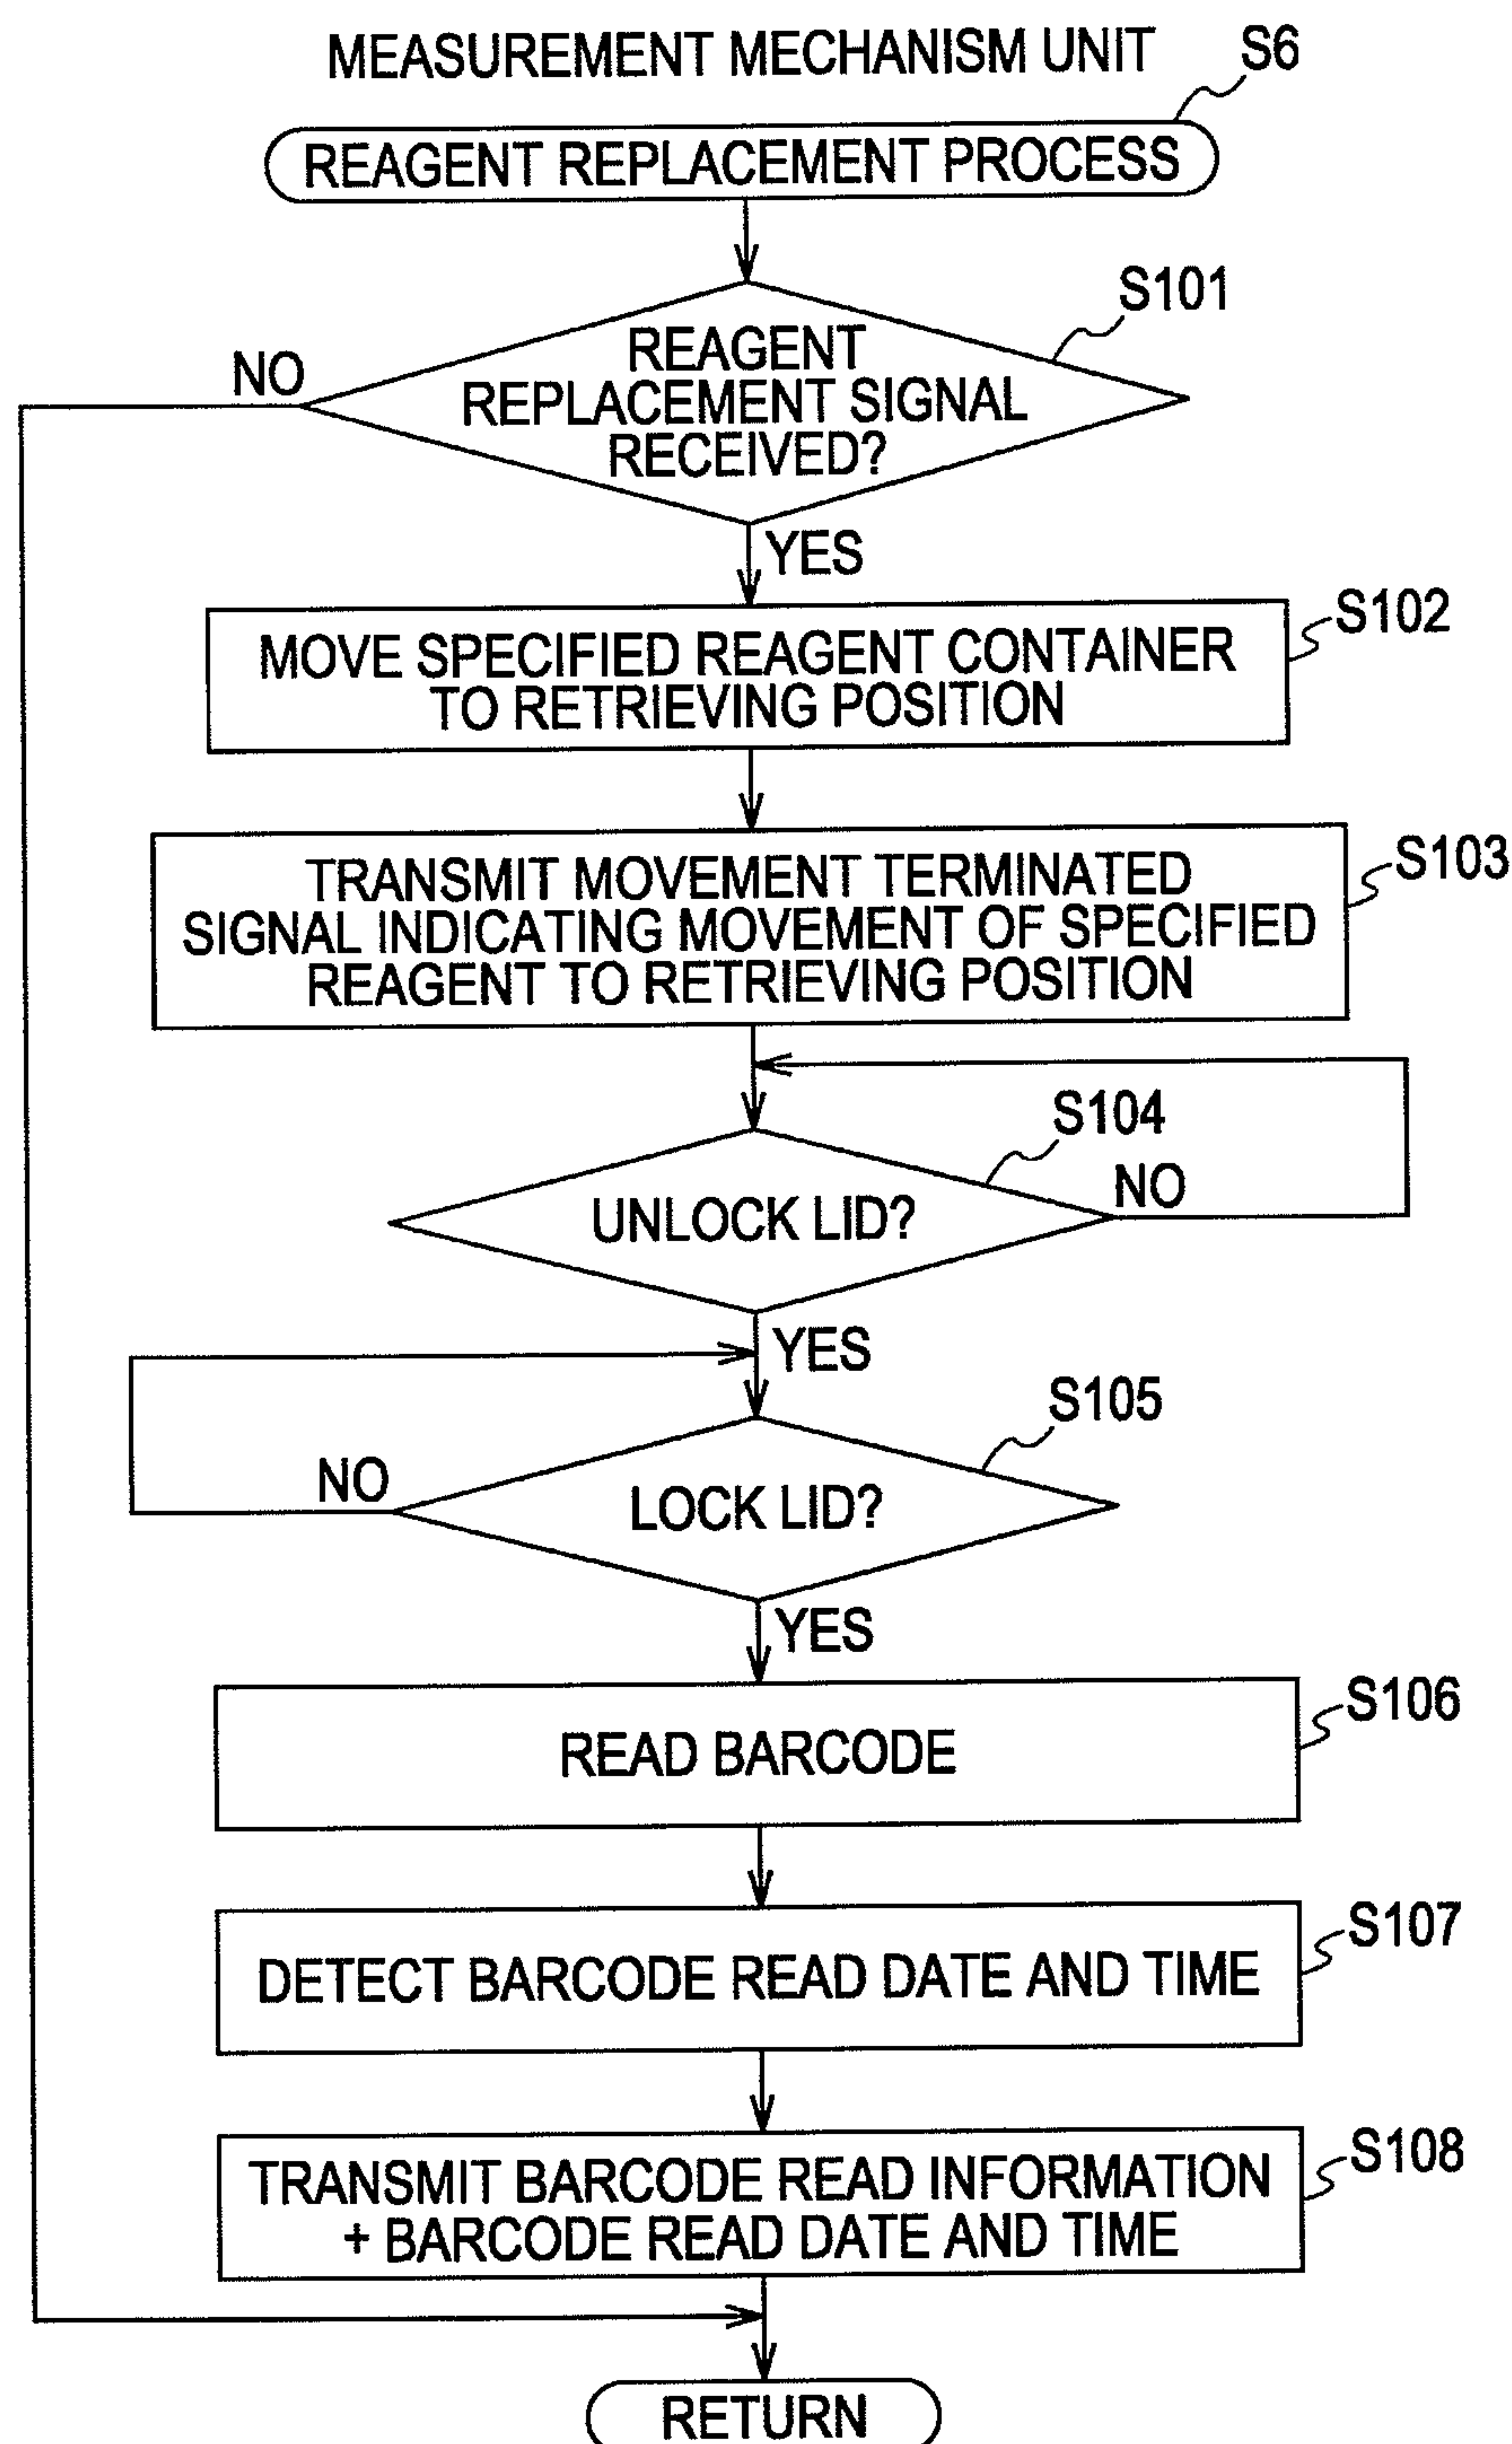 MEASUREMENT MECHANISM UNIT
S6
REAGENT REPLACEMENT PROCESS
S101
REAGENT
REPLACEMENT SIGNAL
RECEIVED?
NO
YES
S102
MOVE SPECIFIED REAGENT CONTAINER
TO RETRIEVING POSITION
S103
TRANSMIT MOVEMENT TERMINATED
SIGNAL INDICATING MOVEMENT OF SPECIFIED
REAGENT TO RETRIEVING POSITION
S104
UNLOCK LID?
NO
YES
S105
LOCK LID?
NO
YES
S106
READ BARCODE
S107
DETECT BARCODE READ DATE AND TIME
S108
TRANSMIT BARCODE READ INFORMATION
+ BARCODE READ DATE AND TIME
RETURN